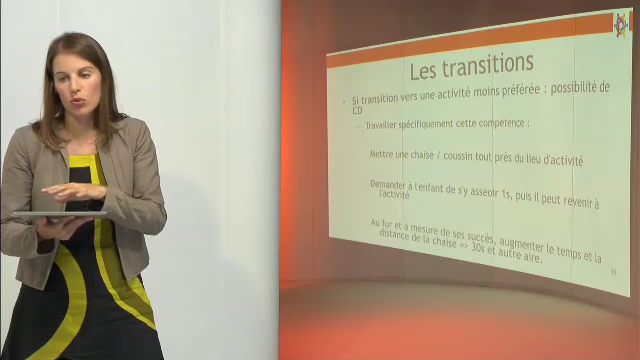 Les transitions
• Si transition vers une activité moins préférée : possibilité de
CD
– Travailler spécifiquement cette compétence :
Mettre une chaise / coussin tout près du lieu d'activité
Demander à l'enfant de s'y asseoir 1s, puis il peut revenir à
l'activité
Au fur et à mesure de ses succès, augmenter le temps et la
distance de la chaise => 30s et autre aire.